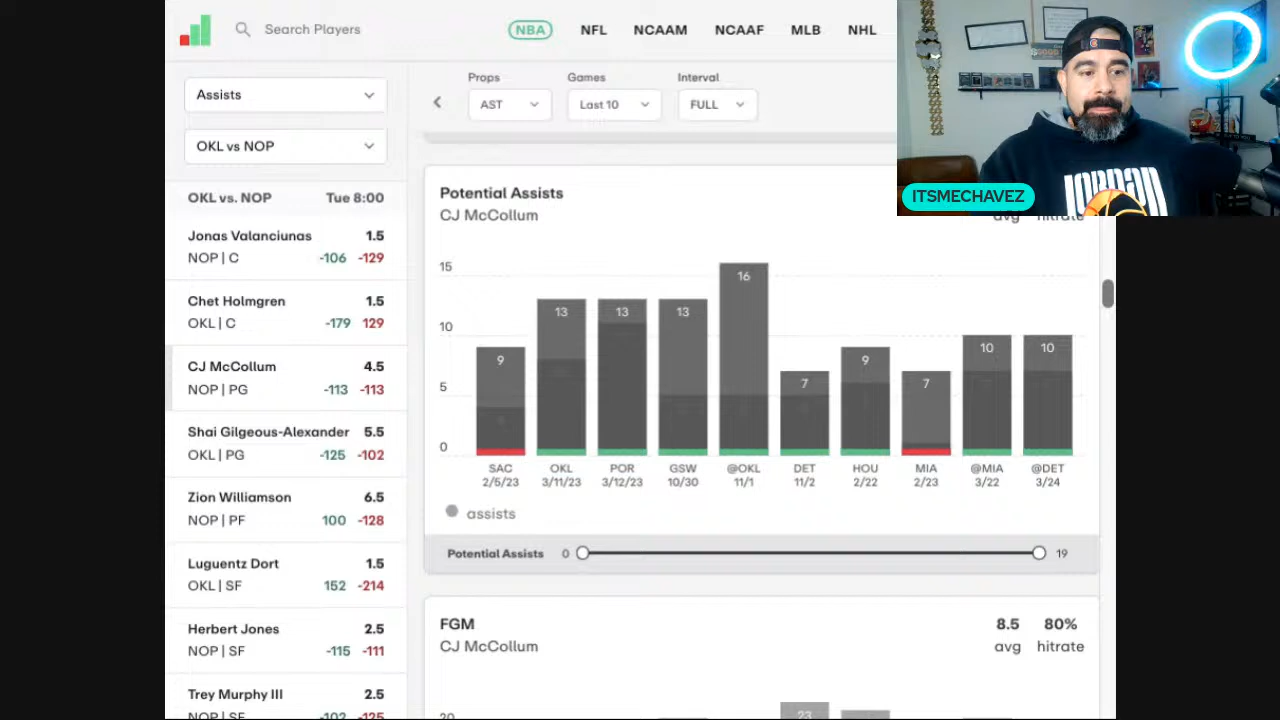 Search Players
NBA NFL NCAAM NCAAF MLB NHL
Assists
OKL vs NOP
OKL vs. NOP Tue 8:00
Jonas Valanciunas 1.5
NOP | C -106 -129
Chet Holmgren 1.5
OKL | C -179 129
CJ McCollum 4.5
NOP | PG -113 -113
Shai Gilgeous-Alexander 5.5
OKL | PG -125 -102
Zion Williamson 6.5
NOP | PF 100 -128
Luguentz Dort 1.5
OKL | SF 152 -214
Herbert Jones 2.5
NOP | SF -115 -111
Trey Murphy III 2.5
NOP | SF -102 -125
Props Games Interval
AST Last 10 FULL
Potential Assists
CJ McCollum
avg hitrate
15
10
5
0
9 13 13 13 16 7 9 7 10 10
SAC OKL POR GSW @OKL DET HOU MIA @MIA @DET
2/5/23 3/11/23 3/12/23 10/30 11/1 11/2 2/22 2/23 3/22 3/24
assists
Potential Assists 0 19
FGM 8.5 80%
CJ McCollum avg hitrate
20
23
ITSMECHAVEZ
JORDAN